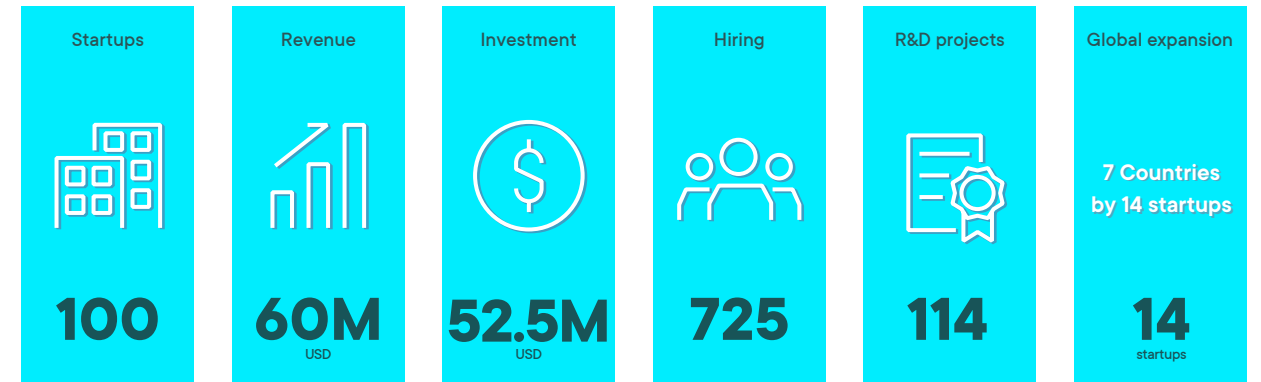 Startups
100
Revenue
60M
USD
Investment
52.5M
USD
Hiring
725
R&D projects
114
Global expansion
7 Countries
by 14 startups
14
startups